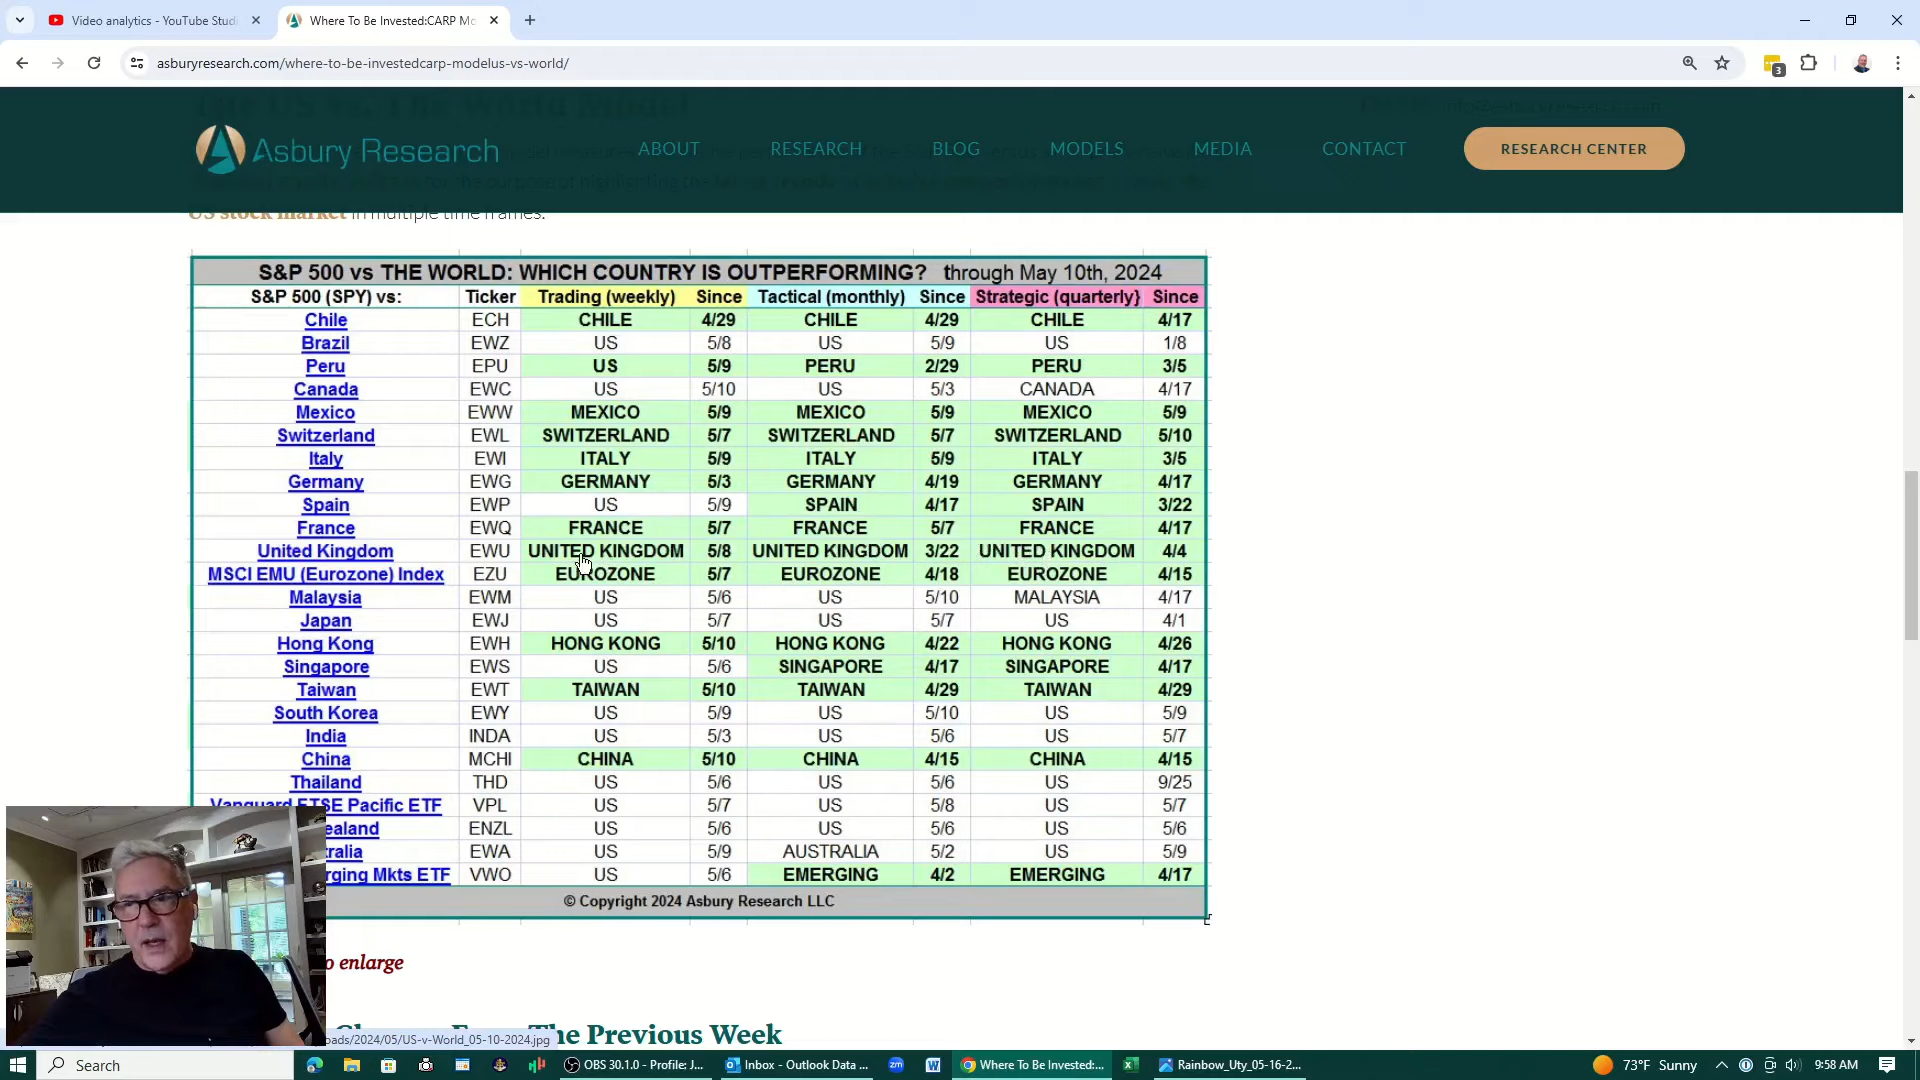 Video analytics - YouTube Stud
Where To Be Invested:CARP Mo
asburyresearch.com/where-to-be-investedcarp-modelus-vs-world/
3
The US vs. The World Model
Asbury Research
ABOUT
RESEARCH
BLOG
MODELS
MEDIA
CONTACT
RESEARCH CENTER
US stock market in multiple time frames.
S&P 500 vs THE WORLD: WHICH COUNTRY IS OUTPERFORMING? through May 10th, 2024
S&P 500 (SPY) vs: Ticker Trading (weekly) Since Tactical (monthly) Since Strategic (quarterly} Since
Chile ECH CHILE 4/29 CHILE 4/29 CHILE 4/17
Brazil EWZ US 5/8 US 5/9 US 1/8
Peru EPU US 5/9 PERU 2/29 PERU 3/5
Canada EWC US 5/10 US 5/3 CANADA 4/17
Mexico EWW MEXICO 5/9 MEXICO 5/9 MEXICO 5/9
Switzerland EWL SWITZERLAND 5/7 SWITZERLAND 5/7 SWITZERLAND 5/10
Italy EWI ITALY 5/9 ITALY 5/9 ITALY 3/5
Germany EWG GERMANY 5/3 GERMANY 4/19 GERMANY 4/17
Spain EWP US 5/9 SPAIN 4/17 SPAIN 3/22
France EWQ FRANCE 5/7 FRANCE 5/7 FRANCE 4/17
United Kingdom EWU UNITED KINGDOM 5/8 UNITED KINGDOM 3/22 UNITED KINGDOM 4/4
MSCI EMU (Eurozone) Index EZU EUROZONE 5/7 EUROZONE 4/18 EUROZONE 4/15
Malaysia EWM US 5/6 US 5/10 MALAYSIA 4/17
Japan EWJ US 5/7 US 5/7 US 4/1
Hong Kong EWH HONG KONG 5/10 HONG KONG 4/22 HONG KONG 4/26
Singapore EWS US 5/6 SINGAPORE 4/17 SINGAPORE 4/17
Taiwan EWT TAIWAN 5/10 TAIWAN 4/29 TAIWAN 4/29
South Korea EWY US 5/9 US 5/10 US 5/9
India INDA US 5/3 US 5/6 US 5/7
China MCHI CHINA 5/10 CHINA 4/15 CHINA 4/15
Thailand THD US 5/6 US 5/6 US 9/25
Vanguard FTSE Pacific ETF VPL US 5/7 US 5/8 US 5/7
ealand ENZL US 5/6 US 5/6 US 5/6
ralia EWA US 5/9 AUSTRALIA 5/2 US 5/9
rging Mkts ETF VWO US 5/6 EMERGING 4/2 EMERGING 4/17
© Copyright 2024 Asbury Research LLC
o enlarge
The Previous Week
oads/2024/05/US-v-World_05-10-2024.jpg
Search
OBS 30.1.0 - Profile: J...
Inbox - Outlook Data ...
Where To Be Invested:...
Rainbow_Uty_05-16-2...
73°F Sunny
9:58 AM